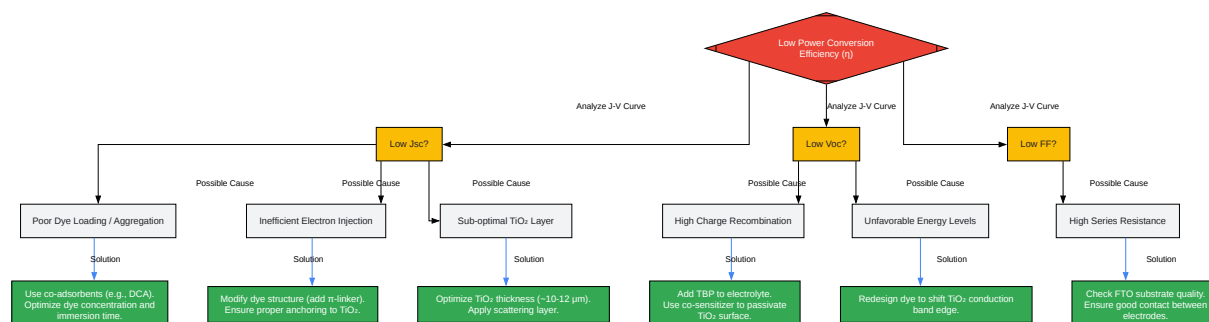 Low Power Conversion
Efficiency (η)
Analyze J-V Curve
Analyze J-V Curve
Analyze J-V Curve
Low Jsc?
Low Voc?
Low FF?
Possible Cause
Possible Cause
Possible Cause
Possible Cause
Possible Cause
Possible Cause
Poor Dye Loading / Aggregation
Inefficient Electron Injection
Sub-optimal TiO₂ Layer
High Charge Recombination
Unfavorable Energy Levels
High Series Resistance
Solution
Solution
Solution
Solution
Solution
Solution
Use co-adsorbents (e.g., DCA).
Optimize dye concentration and
immersion time.
Modify dye structure (add π-linker).
Ensure proper anchoring to TiO₂.
Optimize TiO₂ thickness (~10-12 μm).
Apply scattering layer.
Add TBP to electrolyte.
Use co-sensitizer to passivate
TiO₂ surface.
Redesign dye to shift TiO₂ conduction
band edge.
Check FTO substrate quality.
Ensure good contact between
electrodes.